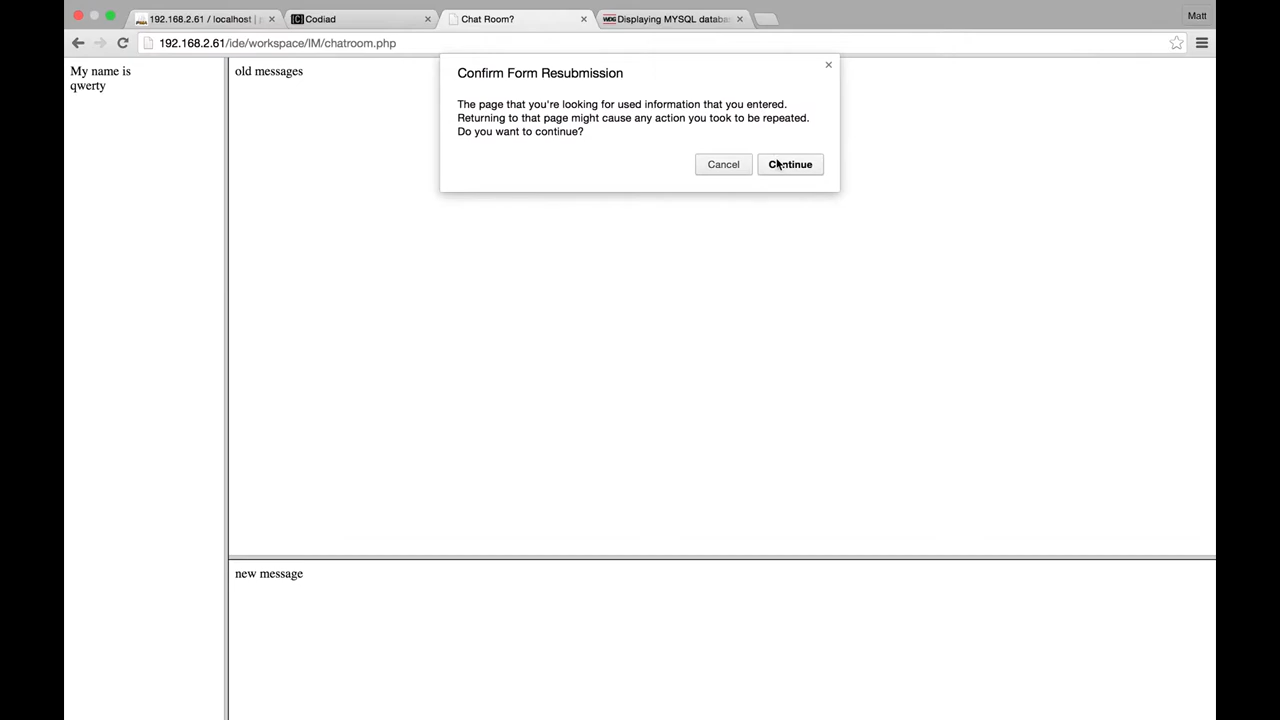 192.168.2.61 / localhost | p
Codiad
Chat Room?
WDG Displaying MYSQL databa
Matt
192.168.2.61/ide/workspace/IM/chatroom.php
My name is
qwerty
old messages
Confirm Form Resubmission
The page that you're looking for used information that you entered.
Returning to that page might cause any action you took to be repeated.
Do you want to continue?
Cancel
Continue
new message